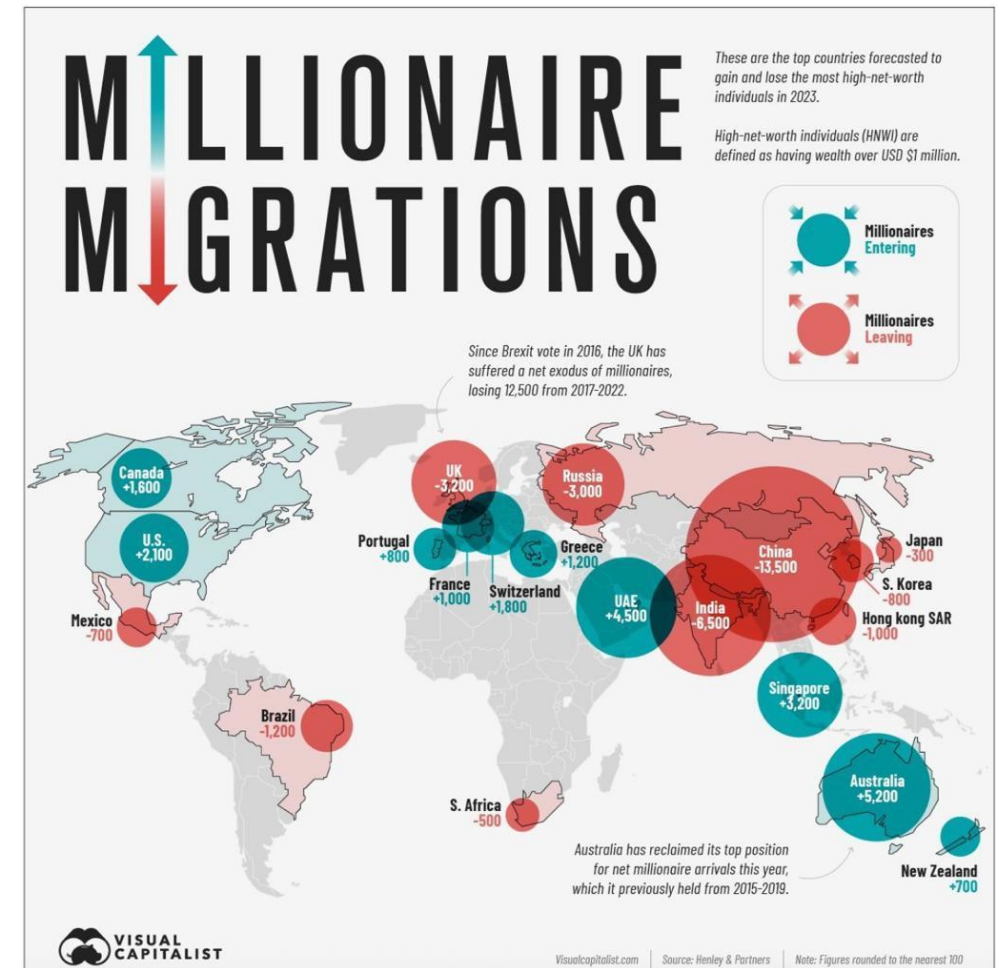 MILLIONAIRE
MIGRATIONS
These are the top countries forecasted to
gain and lose the most high-net-worth
individuals in 2023.
High-net-worth individuals (HNWI) are
defined as having wealth over USD $1 million.
Millionaires
Entering
Millionaires
Leaving
Since Brexit vote in 2016, the UK has
suffered a net exodus of millionaires,
losing 12,500 from 2017-2022.
Canada
+1,600
U.S.
+2,100
Mexico
-700
Brazil
-1,200
UK
-3,200
Russia
-3,000
Portugal
+800
France
+1,000
Switzerland
+1,800
Greece
+1,200
UAE
+4,500
India
-6,500
China
-13,500
Japan
-300
S. Korea
-800
Hong kong SAR
-1,000
Singapore
+3,200
Australia
+5,200
New Zealand
+700
S. Africa
-500
Australia has reclaimed its top position
for net millionaire arrivals this year,
which it previously held from 2015-2019.
VISUAL
CAPITALIST
Visualcapitalist.com | Source: Henley & Partners | Note: Figures rounded to the nearest 100